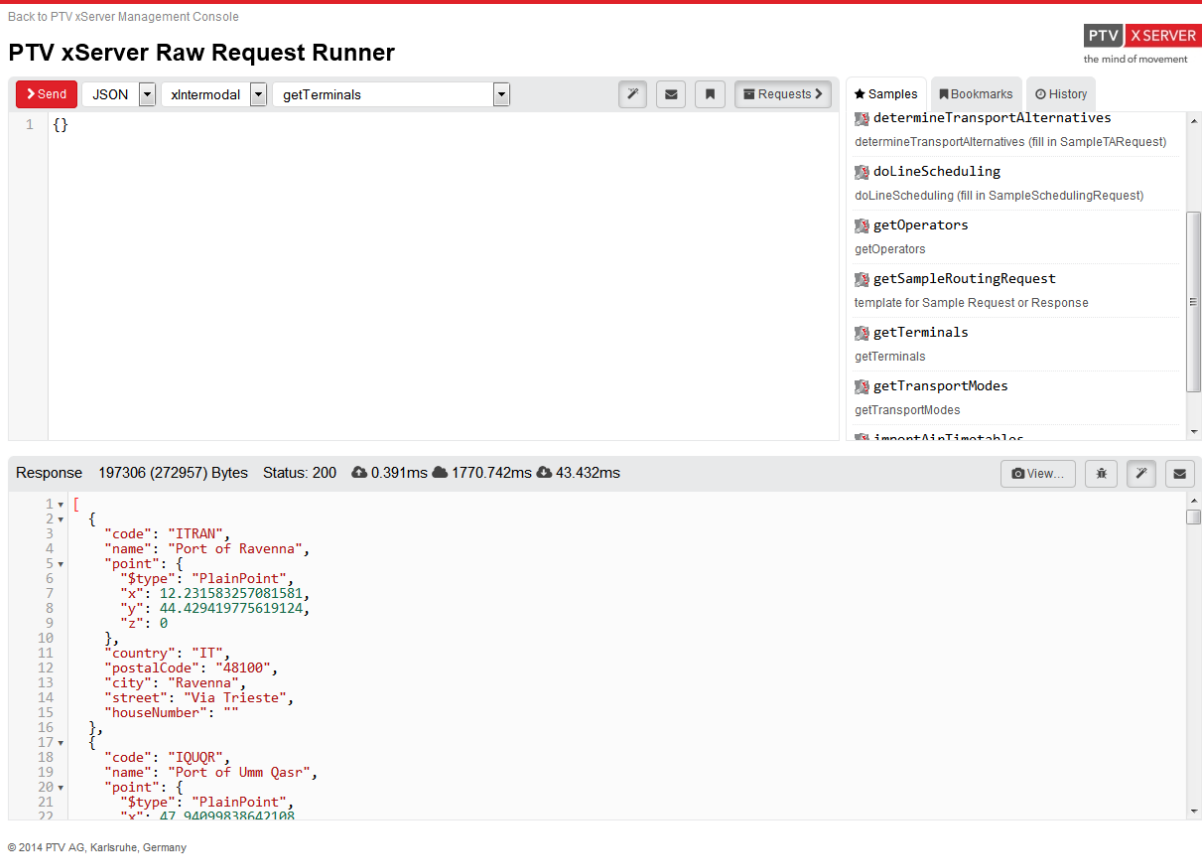 Back to PTV xServer Management Console
PTV xServer Raw Request Runner
PTV XSERVER
the mind of movement
Send JSON xIntermodal getTerminals Requests
1 {}
Samples Bookmarks History
determineTransportAlternatives
determineTransportAlternatives (fill in SampleTARequest)
doLineScheduling
doLineScheduling (fill in SampleSchedulingRequest)
getOperators
getOperators
getSampleRoutingRequest
template for Sample Request or Response
getTerminals
getTerminals
getTransportModes
getTransportModes
importAirTimetables
Response 197306 (272957) Bytes Status: 200 0.391ms 1770.742ms 43.432ms View...
1 [
2 {
3 "code": "ITRAN",
4 "name": "Port of Ravenna",
5 "point": {
6 "$type": "PlainPoint",
7 "x": 12.231583257081581,
8 "y": 44.429419775619124,
9 "z": 0
10 },
11 "country": "IT",
12 "postalCode": "48100",
13 "city": "Ravenna",
14 "street": "Via Trieste",
15 "houseNumber": ""
16 },
17 {
18 "code": "IQUQR",
19 "name": "Port of Umm Qasr",
20 "point": {
21 "$type": "PlainPoint",
22 "x": 47.94099838642108
© 2014 PTV AG, Karlsruhe, Germany